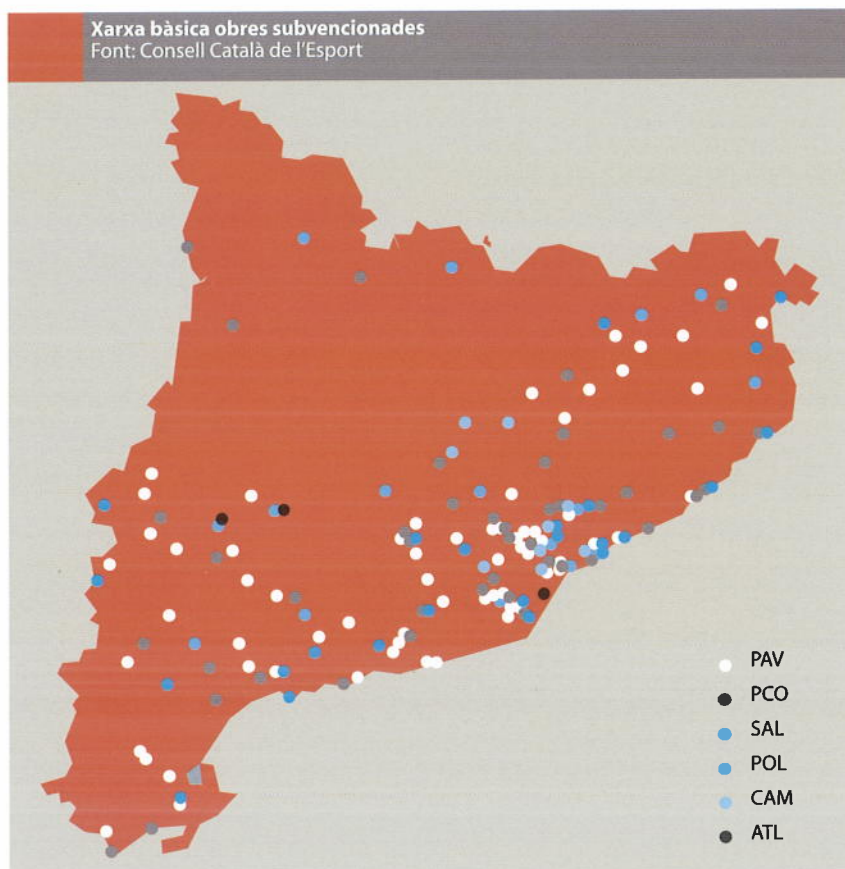 Xarxa bàsica obres subvencionades
Font: Consell Català de l'Esport
PAV
PCO
SAL
POL
CAM
ATL